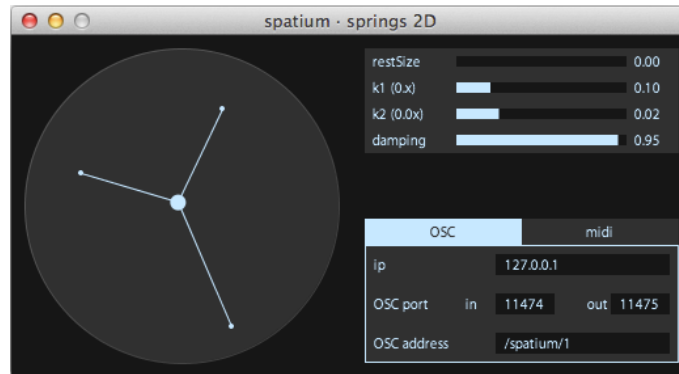 spatium · springs 2D
restSize 0.00
k1 (0.x) 0.10
k2 (0.0x) 0.02
damping 0.95
OSC midi
ip 127.0.0.1
OSC port in 11474 out 11475
OSC address /spatium/1